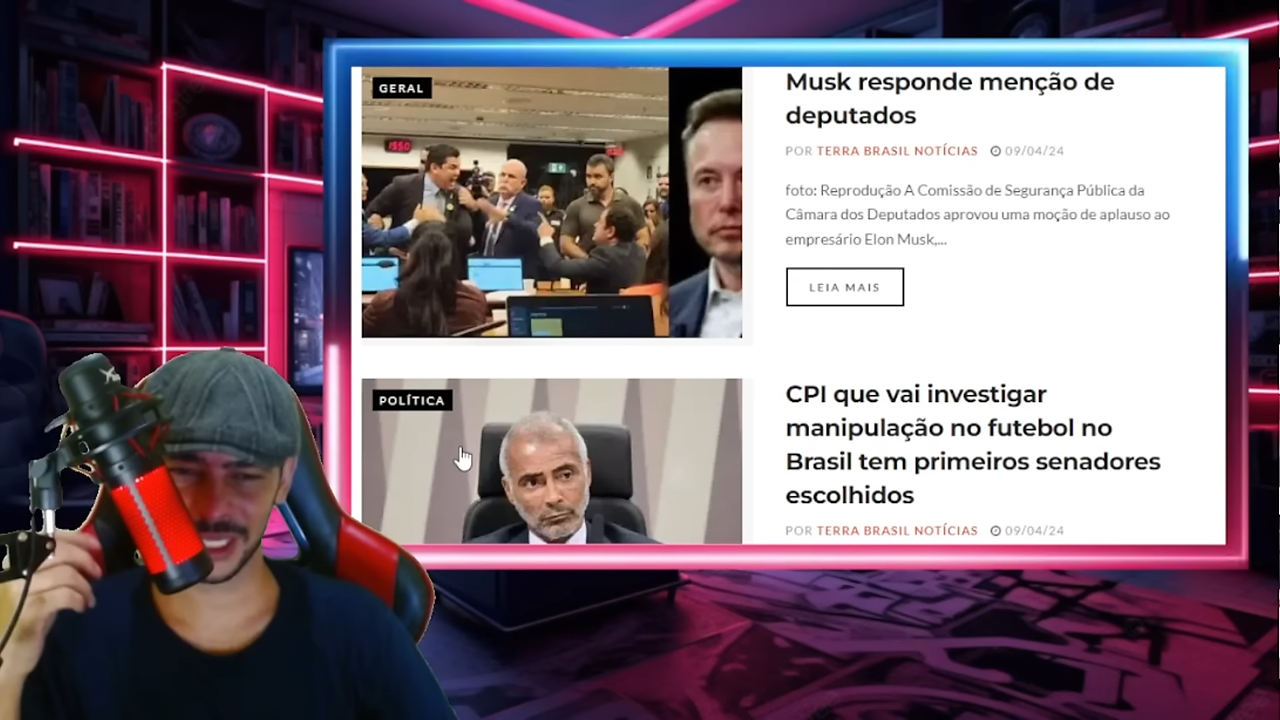 GERAL
1550
Musk responde menção de
deputados
POR TERRA BRASIL NOTÍCIAS 09/04/24
foto: Reprodução A Comissão de Segurança Pública da
Câmara dos Deputados aprovou uma moção de aplauso ao
empresário Elon Musk,...
LEIA MAIS
POLÍTICA
CPI que vai investigar
manipulação no futebol no
Brasil tem primeiros senadores
escolhidos
POR TERRA BRASIL NOTÍCIAS 09/04/24